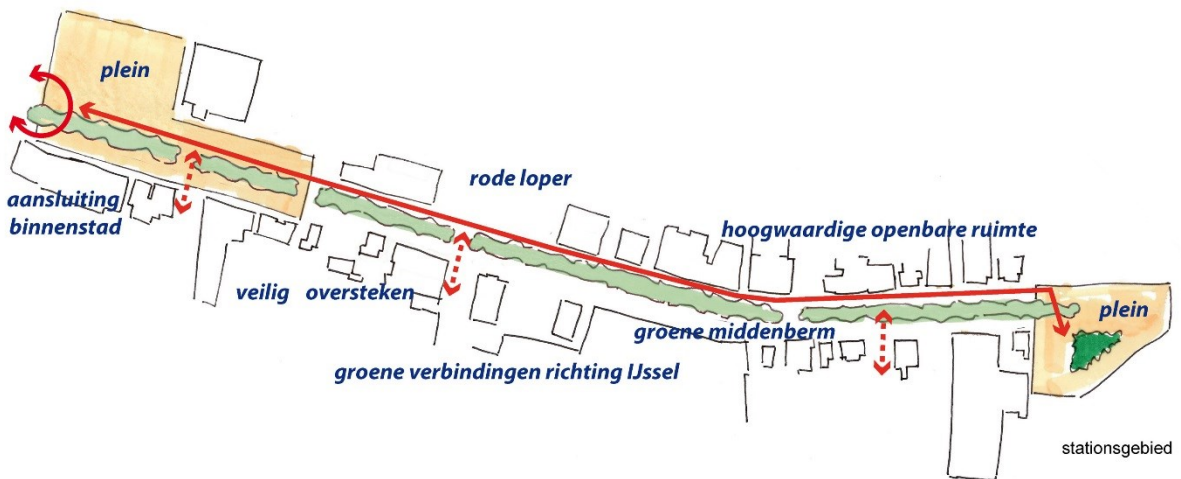 plein
aansluiting
binnenstad
rode loper
hoogwaardige openbare ruimte
veilig oversteken
groene middenberm
plein
groene verbindingen richting IJssel
stationsgebied